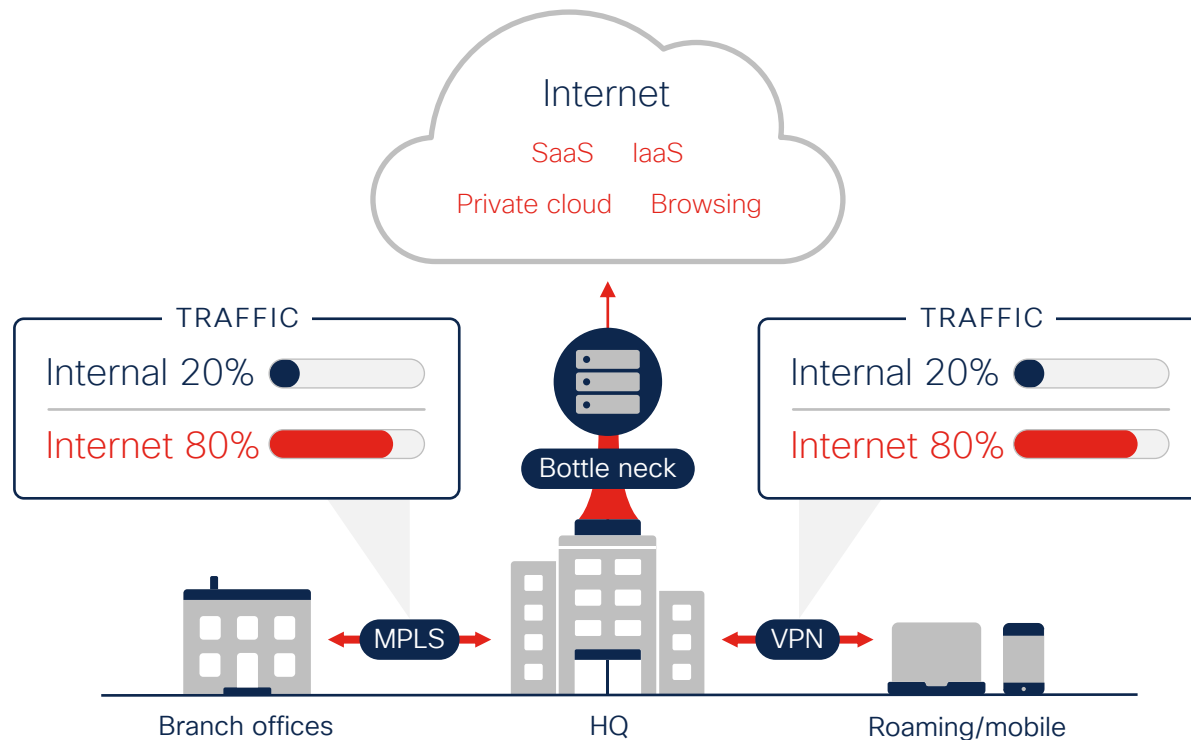 Internet
SaaS IaaS
Private cloud Browsing
TRAFFIC
Internal 20%
Internet 80%
TRAFFIC
Internal 20%
Internet 80%
Bottle neck
MPLS
VPN
Branch offices
HQ
Roaming/mobile